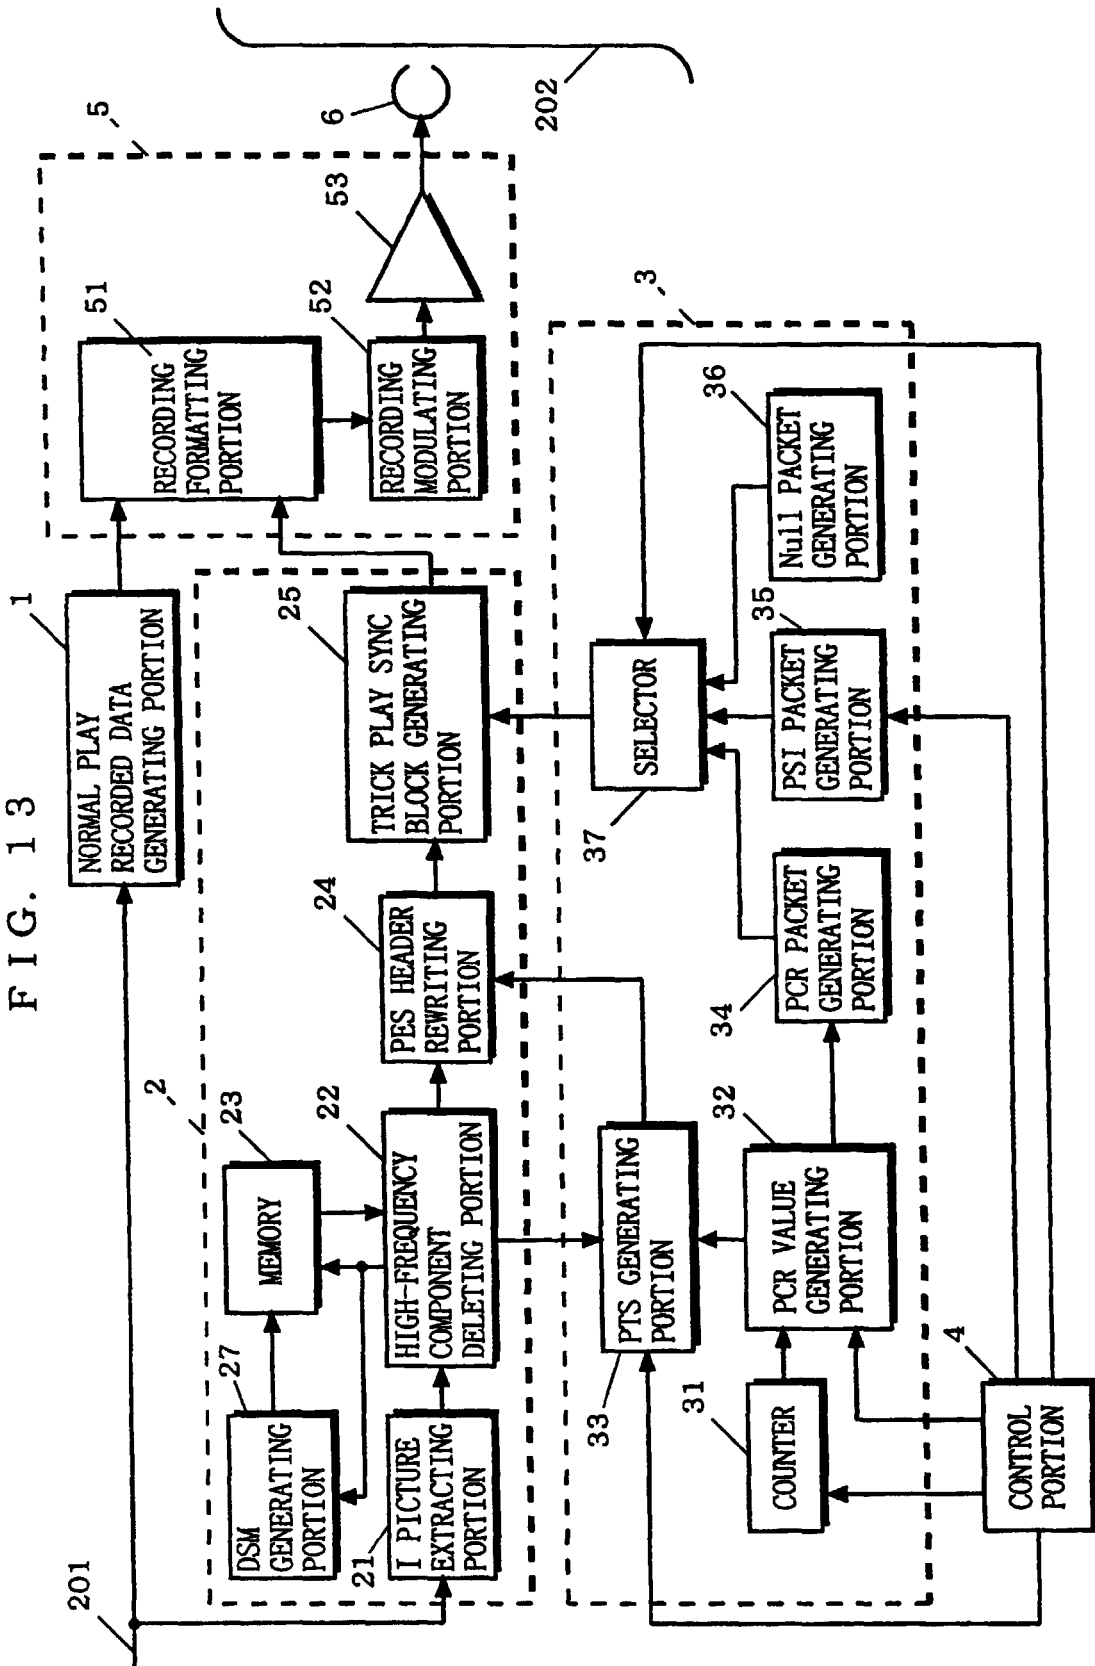 FIG. 113
201
1
NORMAL PLAY
RECORDED DATA
GENERATING PORTION
5
51
RECORDING
FORMATTING
PORTION
52
RECORDING
MODULATING
PORTION
53
6
202
2
27
DSM
GENERATING
PORTION
23
MEMORY
21
I PICTURE
EXTRACTING
PORTION
22
HIGH-FREQUENCY
COMPONENT
DELETING PORTION
24
PES HEADER
REWRITING
PORTION
25
TRICK PLAY SYNC
BLOCK GENERATING
PORTION
3
33
PTS GENERATING
PORTION
37
SELECTOR
31
COUNTER
32
PCR VALUE
GENERATING
PORTION
34
PCR PACKET
GENERATING
PORTION
35
PSI PACKET
GENERATING
PORTION
36
Null PACKET
GENERATING
PORTION
4
CONTROL
PORTION